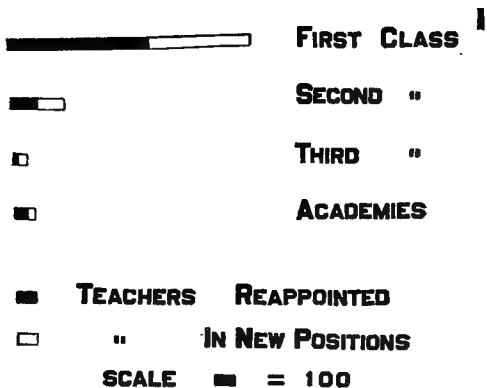 FIRST CLASS
SECOND "
THIRD "
ACADEMIES
TEACHERS REAPPOINTED
" IN NEW POSITIONS
SCALE = 100